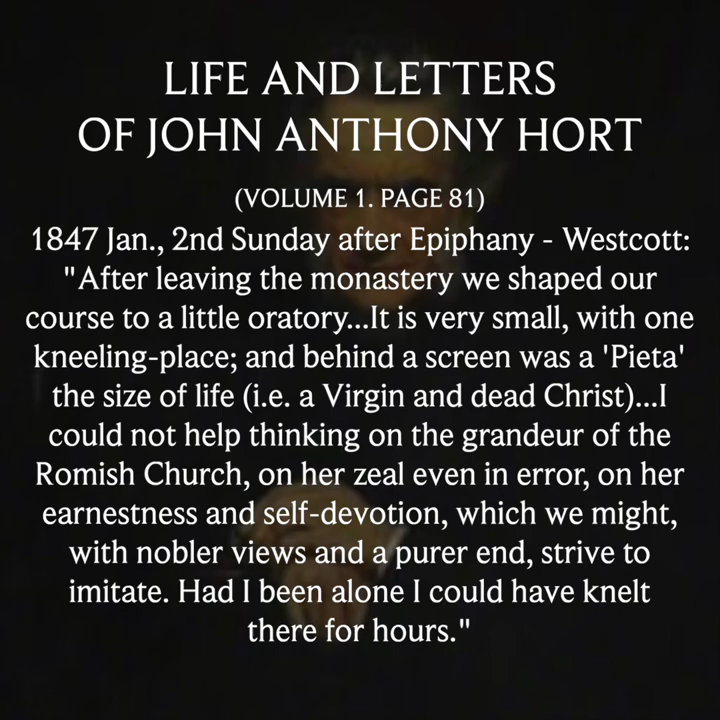 LIFE AND LETTERS
OF JOHN ANTHONY HORT
(VOLUME 1. PAGE 81)
1847 Jan., 2nd Sunday after Epiphany - Westcott:
"After leaving the monastery we shaped our
course to a little oratory...It is very small, with one
kneeling-place; and behind a screen was a 'Pieta'
the size of life (i.e. a Virgin and dead Christ)...I
could not help thinking on the grandeur of the
Romish Church, on her zeal even in error, on her
earnestness and self-devotion, which we might,
with nobler views and a purer end, strive to
imitate. Had I been alone I could have knelt
there for hours."